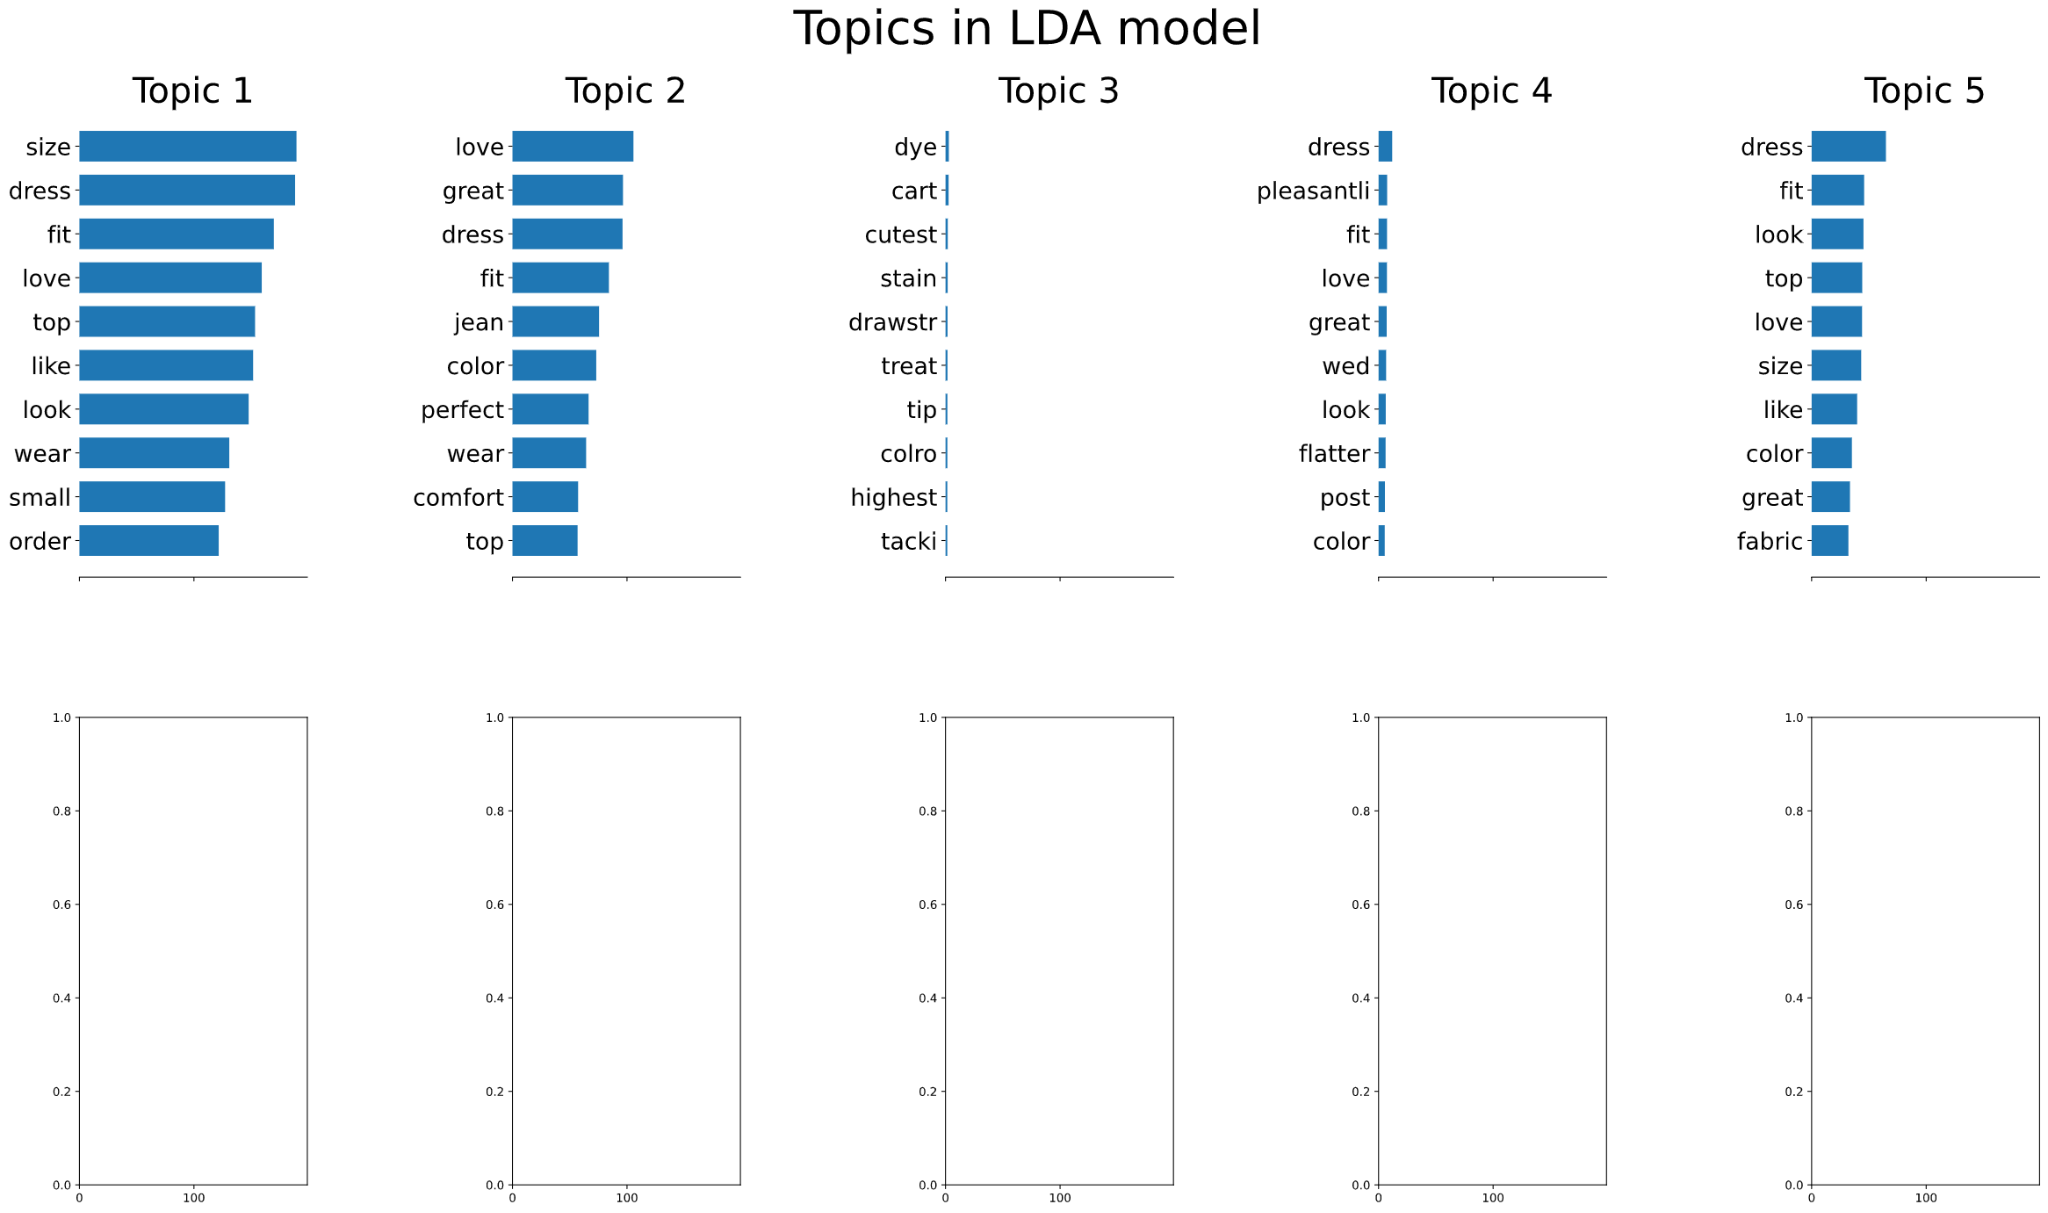 Topics in LDA model
Topic 1
size
dress
fit
love
top
like
look
wear
small
order
Topic 2
love
great
dress
fit
jean
color
perfect
wear
comfort
top
Topic 3
dye
cart
cutest
stain
drawstr
treat
tip
colro
highest
tacki
Topic 4
dress
pleasantli
fit
love
great
wed
look
flatter
post
color
Topic 5
dress
fit
look
top
love
size
like
color
great
fabric
1.0
0.8
0.6
0.4
0.2
0.0
0 100
1.0
0.8
0.6
0.4
0.2
0.0
0 100
1.0
0.8
0.6
0.4
0.2
0.0
0 100
1.0
0.8
0.6
0.4
0.2
0.0
0 100
1.0
0.8
0.6
0.4
0.2
0.0
0 100